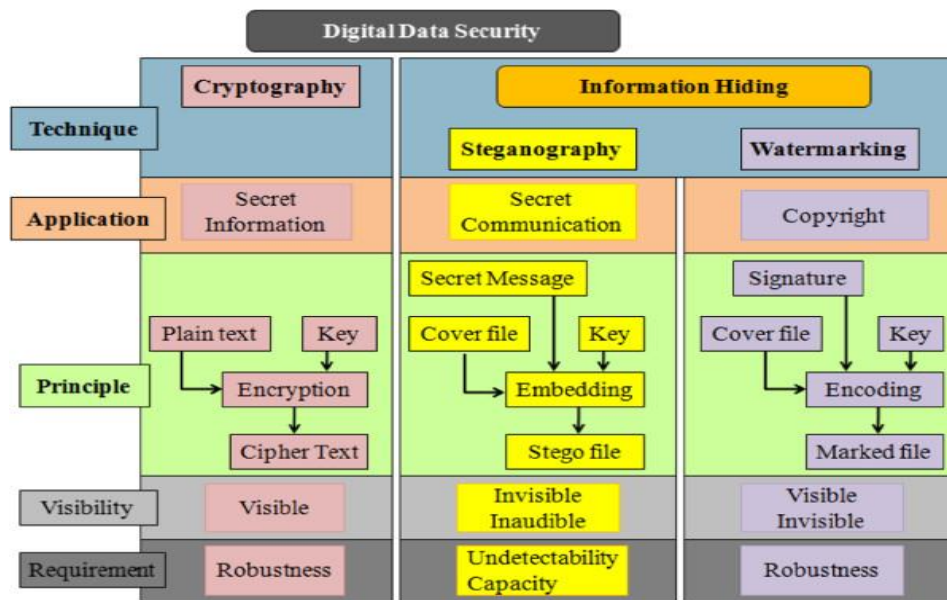 Digital Data Security
Cryptography
Information Hiding
Technique
Steganography
Watermarking
Application
Secret
Information
Secret
Communication
Copyright
Principle
Plain text
Key
Encryption
Cipher Text
Secret Message
Cover file
Key
Embedding
Stego file
Signature
Cover file
Key
Encoding
Marked file
Visibility
Visible
Invisible
Inaudible
Visible
Invisible
Requirement
Robustness
Undetectability
Capacity
Robustness